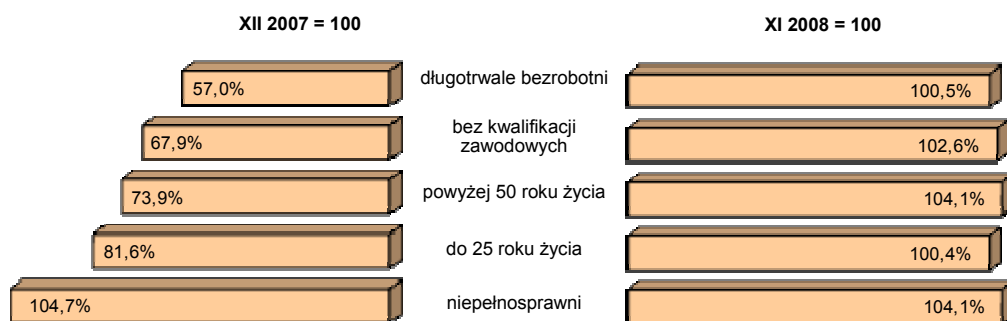 XII 2007 = 100
XI 2008 = 100
57,0%
długotrwale bezrobotni
100,5%
67,9%
bez kwalifikacji
zawodowych
102,6%
73,9%
powyżej 50 roku życia
104,1%
81,6%
do 25 roku życia
100,4%
104,7%
niepełnosprawni
104,1%